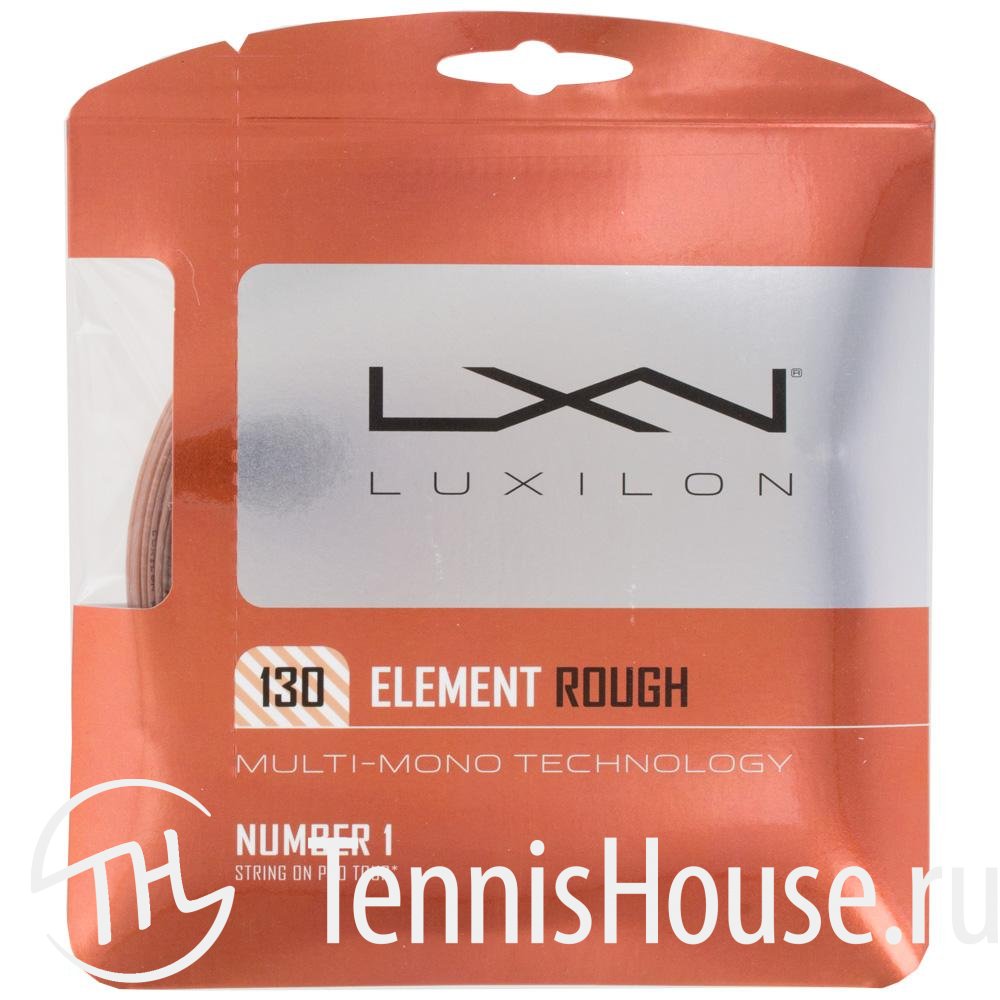 LXN®
LUXILON
130 ELEMENT ROUGH
MULTI-MONO TECHNOLOGY
NUMBER 1
STRING ON PRO TOUR*
TH
TennisHouse.ru